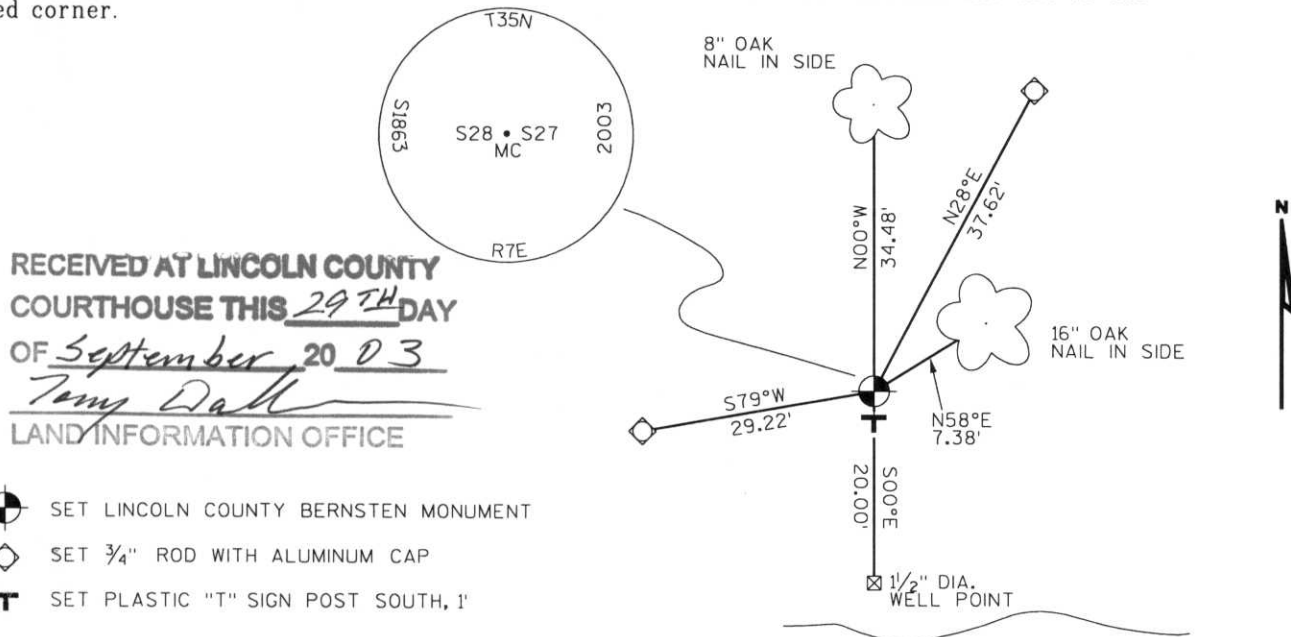 ed corner.
T35N
S1863
S28 • S27
MC
2003
R7E
8" OAK
NAIL IN SIDE
N00°W
34.48'
N28°E
37.62'
N
16" OAK
NAIL IN SIDE
S79°W
29.22'
N58°E
7.38'
T
S00°E
20.00'
1 1/2" DIA.
WELL POINT
RECEIVED AT LINCOLN COUNTY
COURTHOUSE THIS 29TH DAY
OF September 20 03
LAND INFORMATION OFFICE
SET LINCOLN COUNTY BERNSTEN MONUMENT
SET 3/4" ROD WITH ALUMINUM CAP
T SET PLASTIC "T" SIGN POST SOUTH, 1'